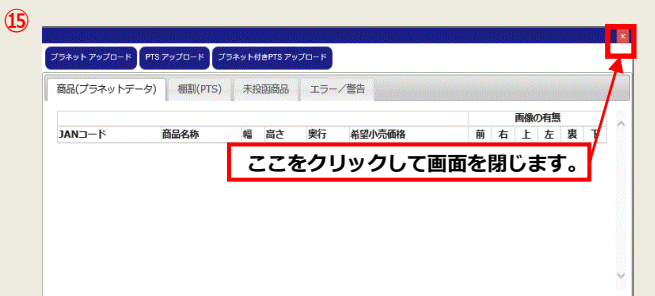 ⑮
×
プラネット アップロード PTS アップロード プラネット付きPTS アップロード
商品(プラネットデータ) 棚割(PTS) 未投函商品 エラー／警告
画像の有無
JANコード 商品名称 幅 高さ 奥行 希望小売価格 前 右 上 左 裏 下
ここをクリックして画面を閉じます。